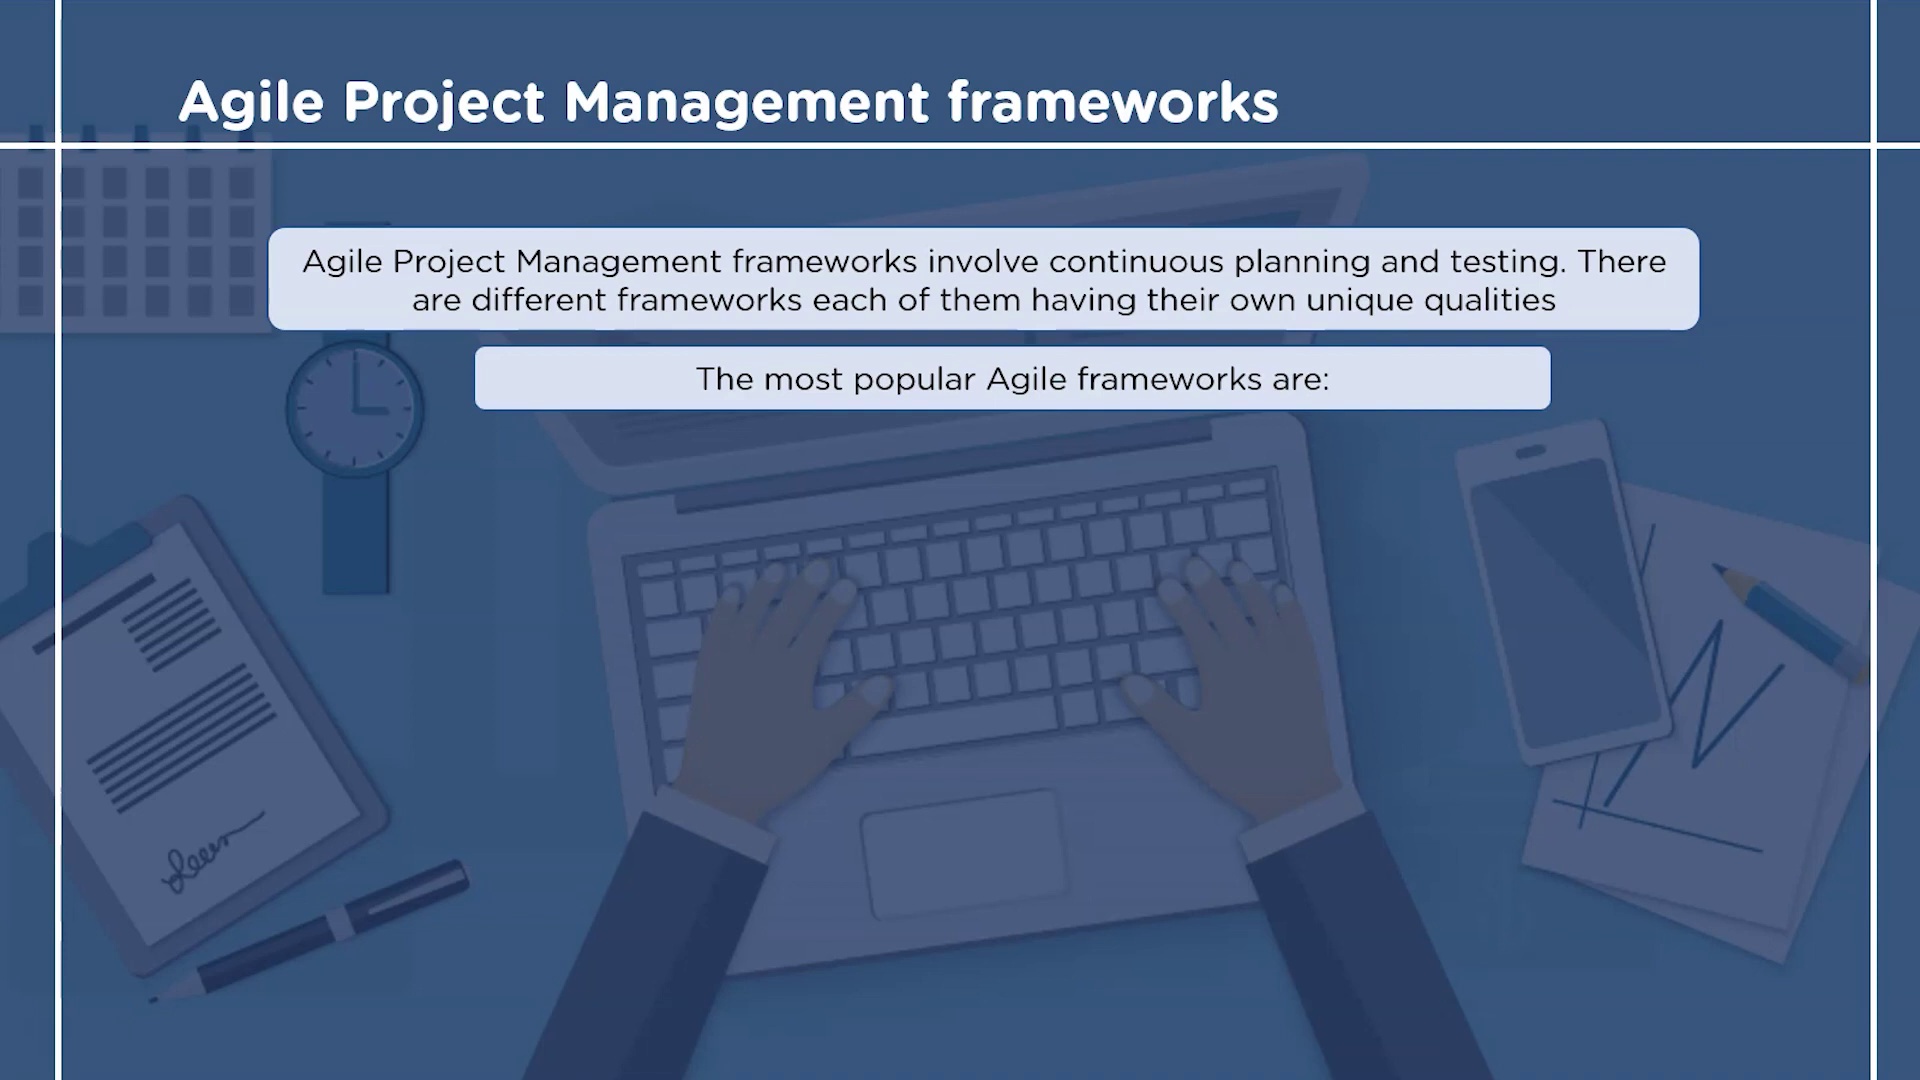 Agile Project Management frameworks
Agile Project Management frameworks involve continuous planning and testing. There
are different frameworks each of them having their own unique qualities
The most popular Agile frameworks are: